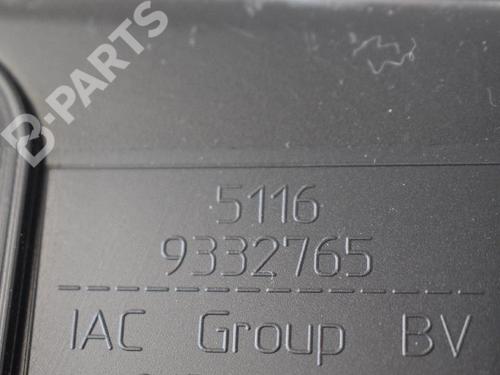 B-PARTS
5116
9332765
IAC Group BV